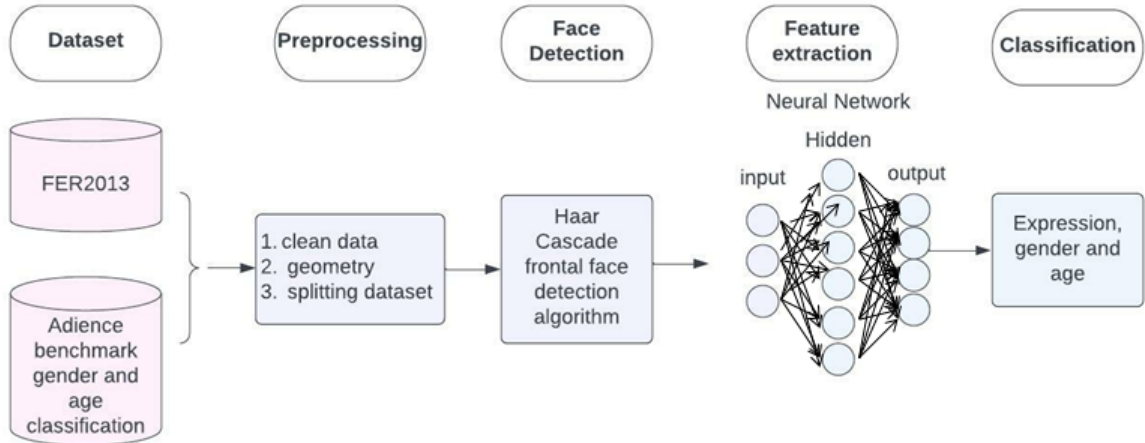 Dataset
Preprocessing
Face
Detection
Feature
extraction
Classification
Neural Network
Hidden
input
output
FER2013
Adience
benchmark
gender and
age
classification
1. clean data
2. geometry
3. splitting dataset
Haar
Cascade
frontal face
detection
algorithm
Expression,
gender and
age